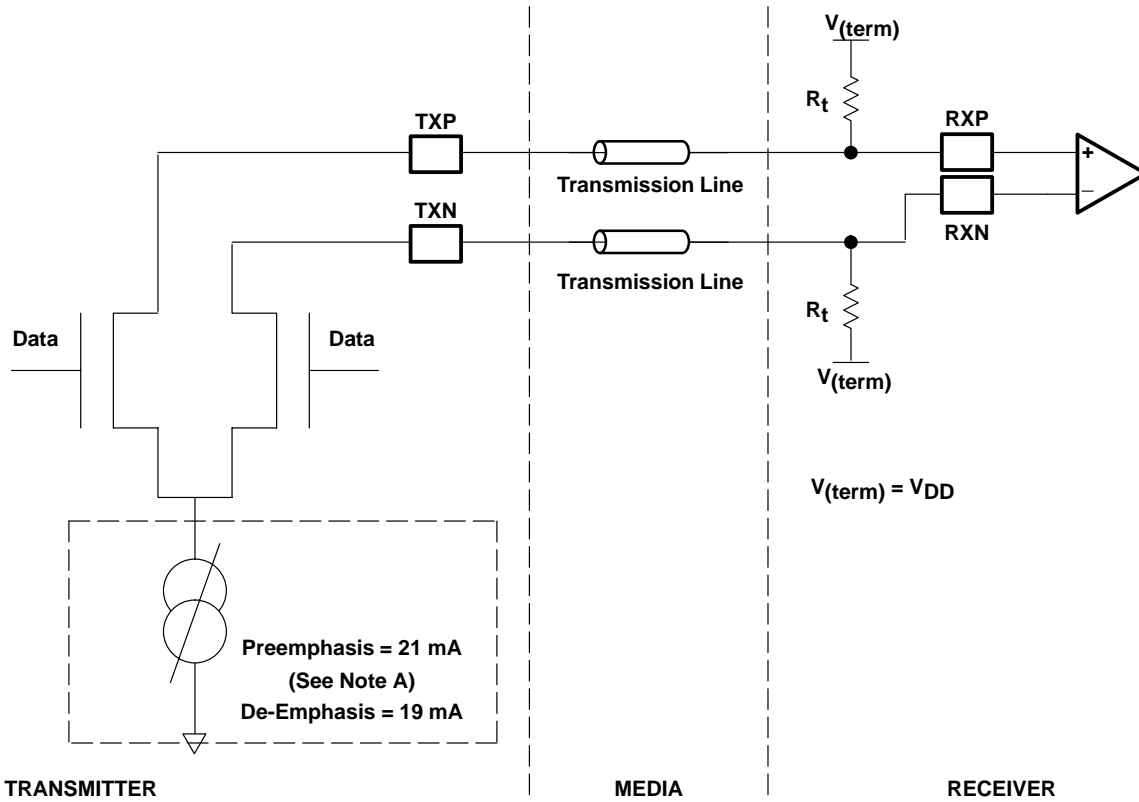 V(term)
Rt
TXP
RXP
+
Transmission Line
−
TXN
RXN
Transmission Line
Rt
Data
Data
V(term)
V(term) = VDD
Preemphasis = 21 mA
(See Note A)
De-Emphasis = 19 mA
TRANSMITTER
MEDIA
RECEIVER